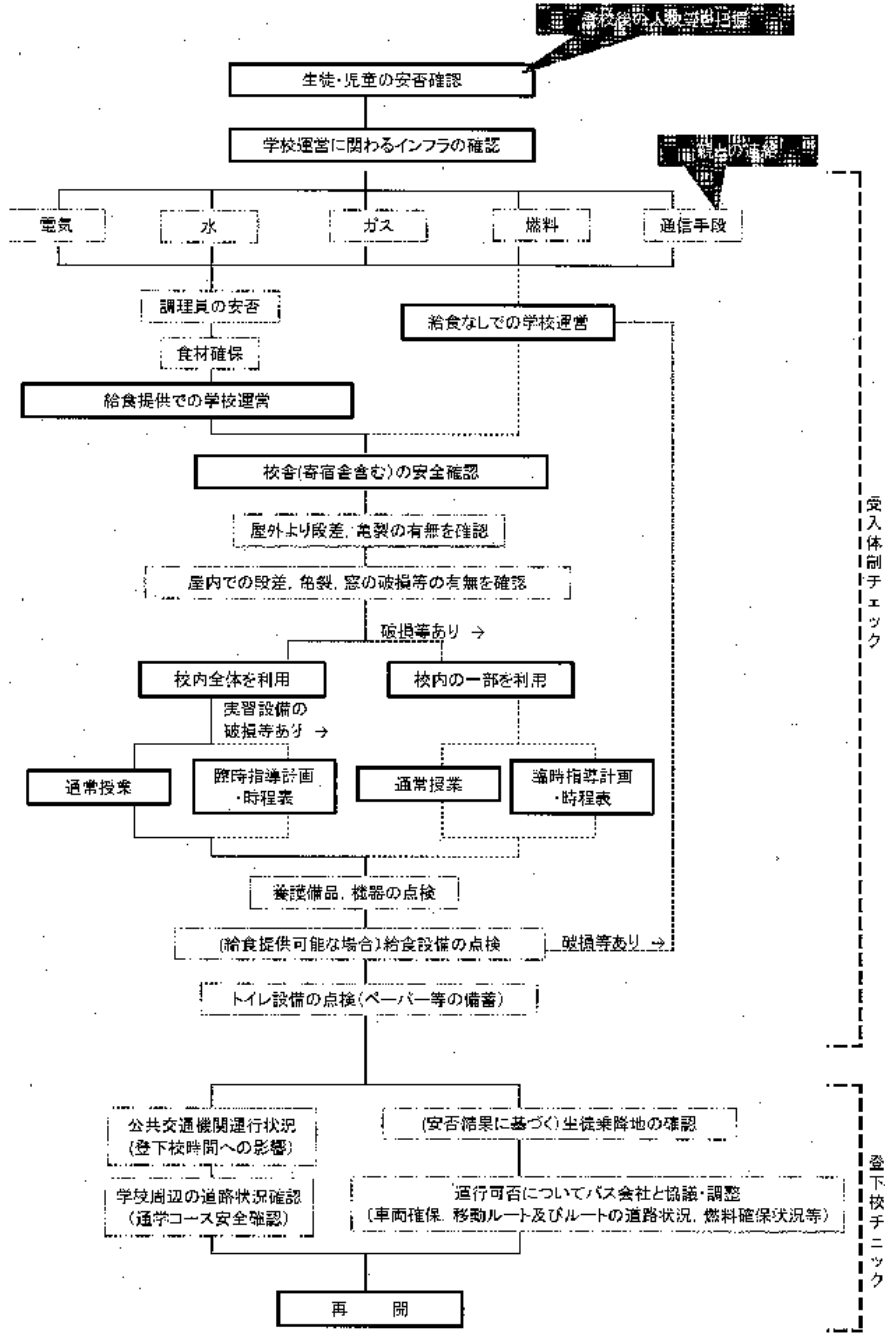 登校後の人数等を把握
生徒・児童の安否確認
学校運営に関わるインフラの確認
電気
水
ガス
燃料
通信手段
調理員の安否
食材確保
給食なしでの学校運営
給食提供での学校運営
校舎(寄宿舎含む)の安全確認
屋外より段差,亀裂の有無を確認
屋内での段差,亀裂,窓の破損等の有無を確認
破損等あり →
校内全体を利用
校内の一部を利用
実習設備の
破損等あり →
通常授業
臨時指導計画
・時程表
通常授業
臨時指導計画
・時程表
養護備品,機器の点検
(給食提供可能な場合)給食設備の点検
破損等あり →
トイレ設備の点検(ペーパー等の備蓄)
受入体制チェック
公共交通機関運行状況
(登下校時間への影響)
(安否結果に基づく)生徒乗降地の確認
学校周辺の道路状況確認
(通学コース安全確認)
運行可否についてバス会社と協議・調整
(車両確保,移動ルート及びルートの道路状況,燃料確保状況等)
登下校チェック
再 開